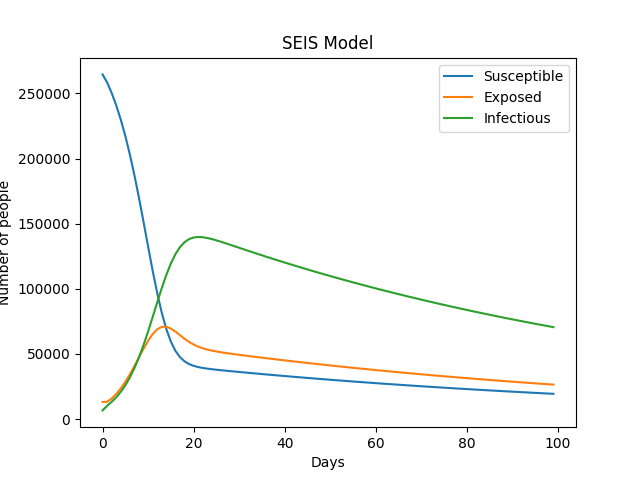 SEIS Model
Susceptible
Exposed
Infectious
250000
200000
150000
100000
50000
0
Number of people
0 20 40 60 80 100
Days